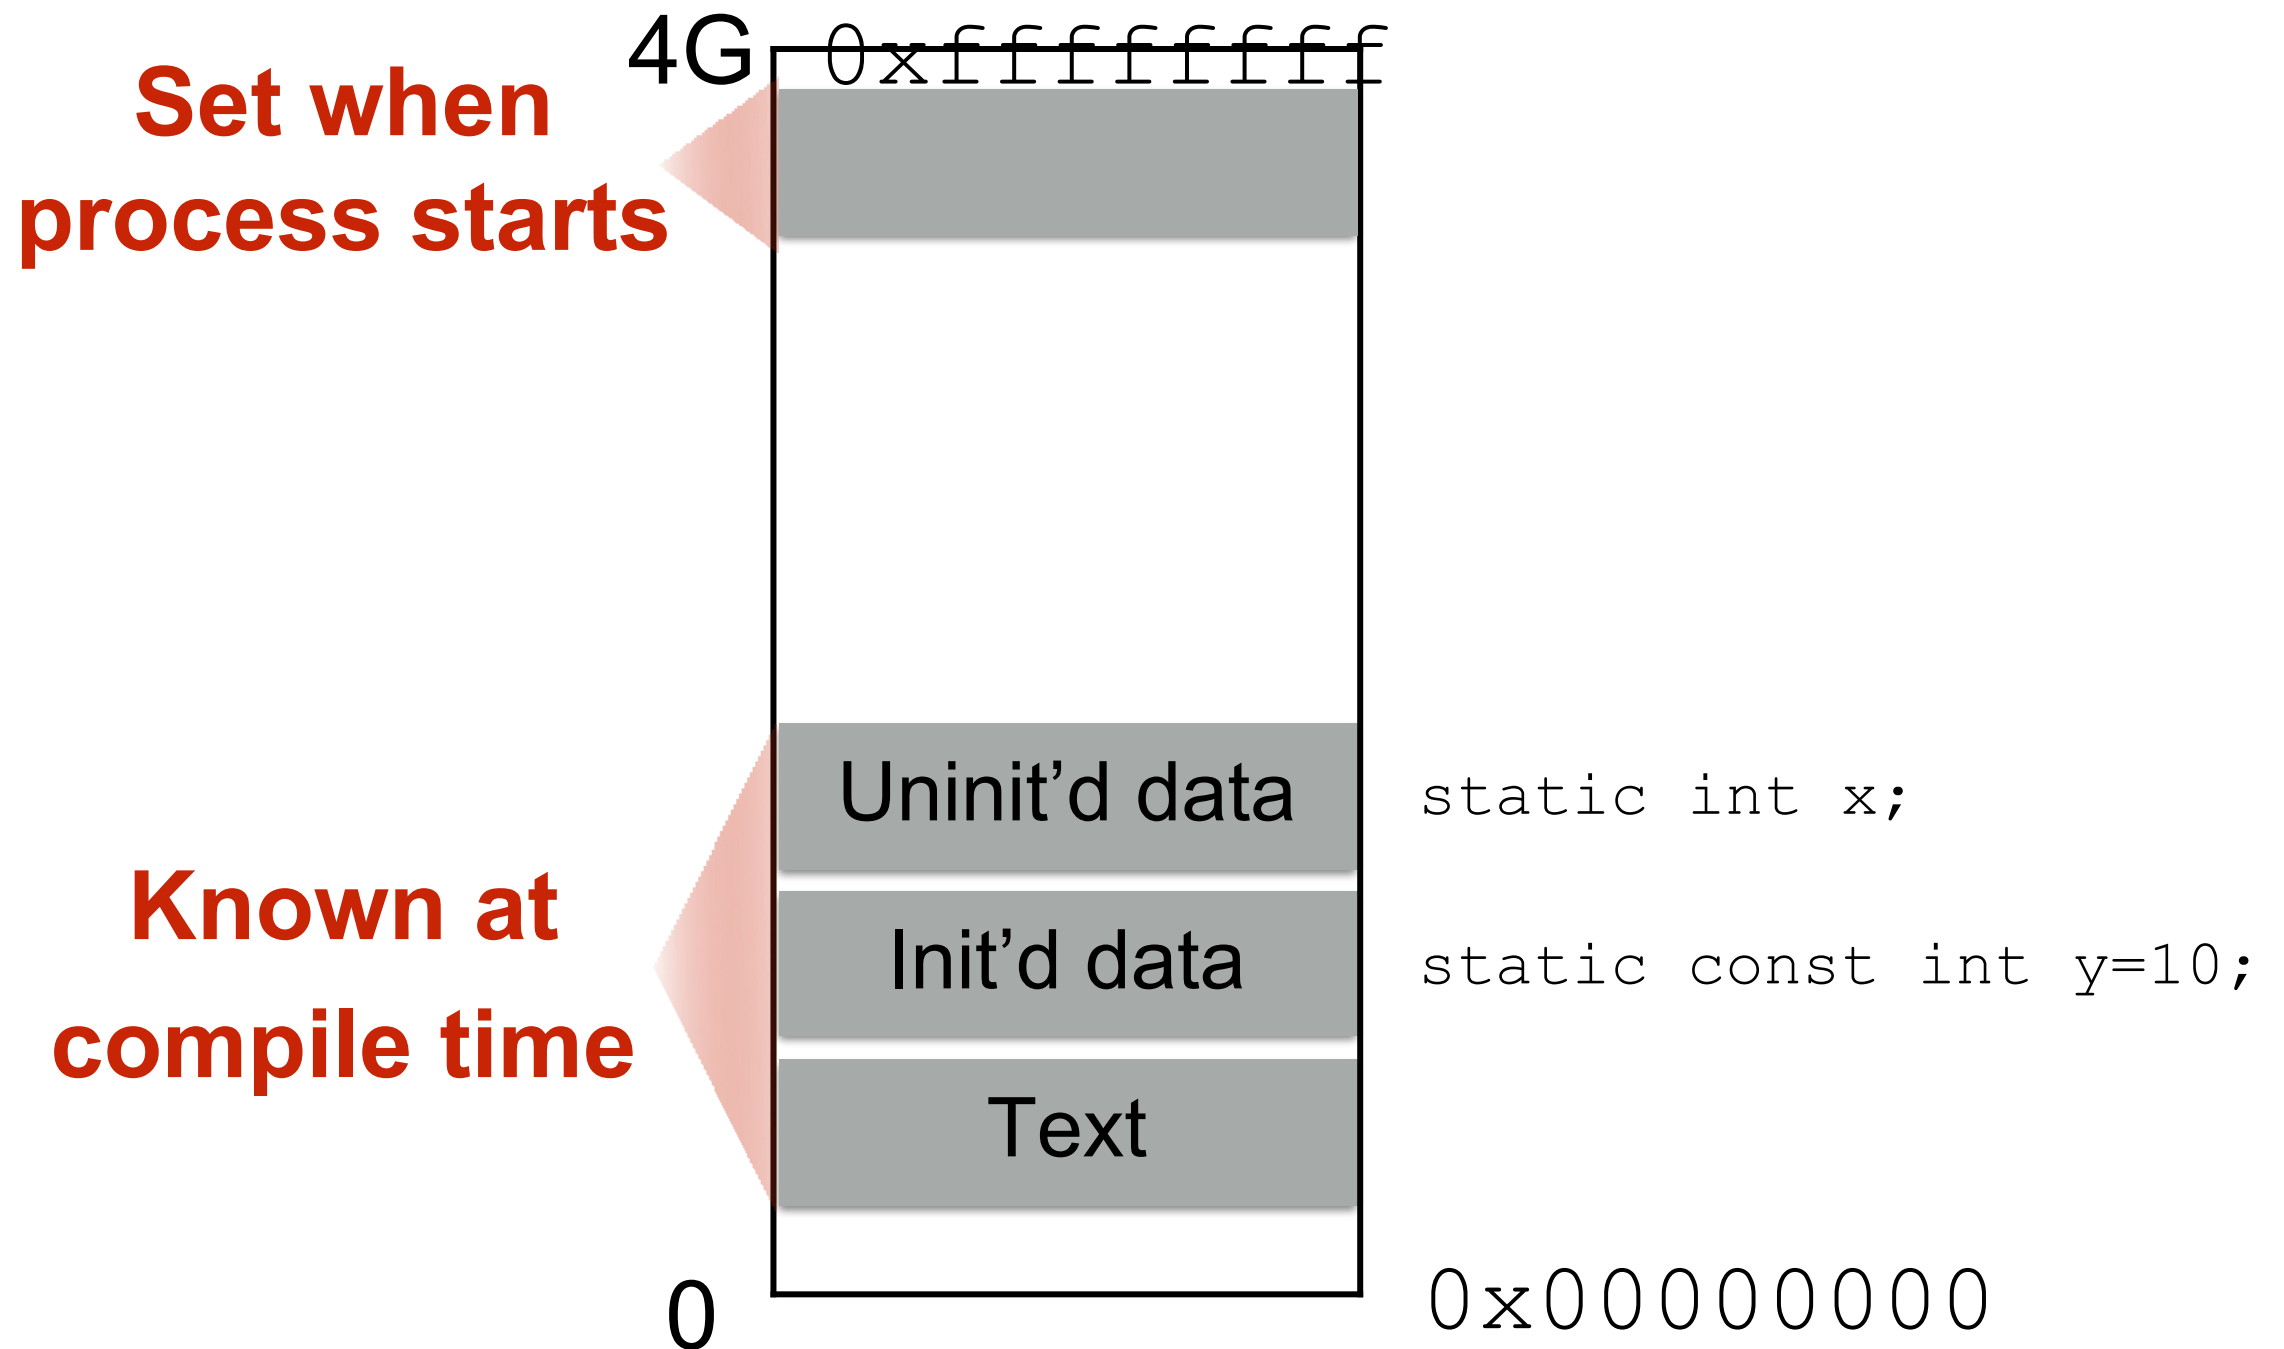 4G 0xffffffff
Set when
process starts
Uninit’d data static int x;
Known at
Init’d data static const int y=10;
compile time
Text
0 0x00000000